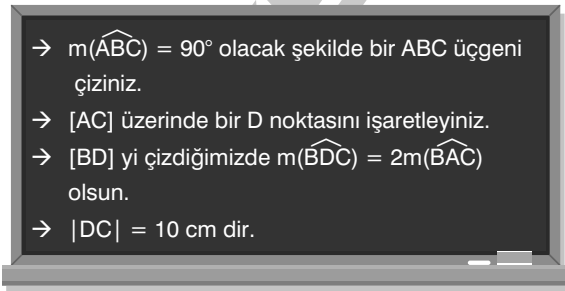 → m(ABC) = 90° olacak şekilde bir ABC üçgeni
çiziniz.
→ [AC] üzerinde bir D noktasını işaretleyiniz.
→ [BD] yi çizdiğimizde m(BDC) = 2m(BAC)
olsun.
→ |DC| = 10 cm dir.